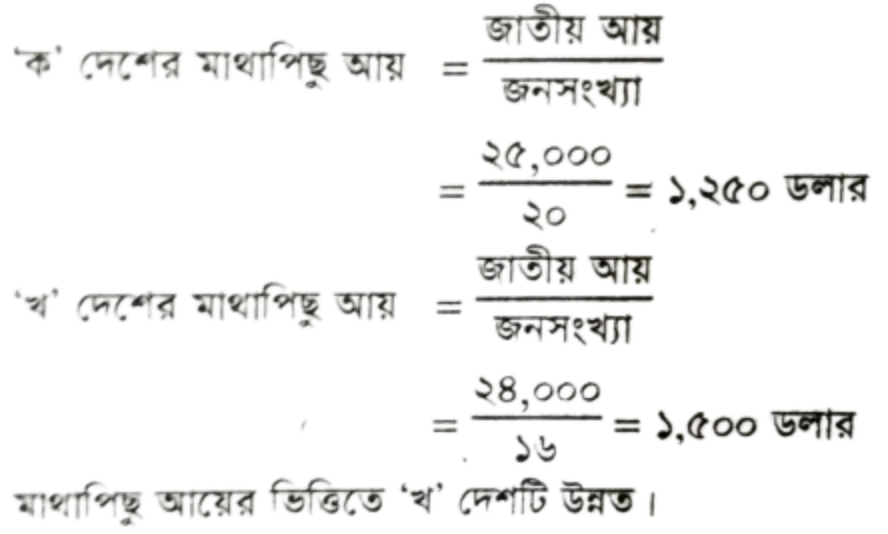 ‘ক’ দেশের মাথাপিছু আয় = জাতীয় আয় / জনসংখ্যা
= ২৫,০০০ / ২০ = ১,২৫০ ডলার
‘খ’ দেশের মাথাপিছু আয় = জাতীয় আয় / জনসংখ্যা
= ২৪,০০০ / ১৬ = ১,৫০০ ডলার
মাথাপিছু আয়ের ভিত্তিতে ‘খ’ দেশটি উন্নত।